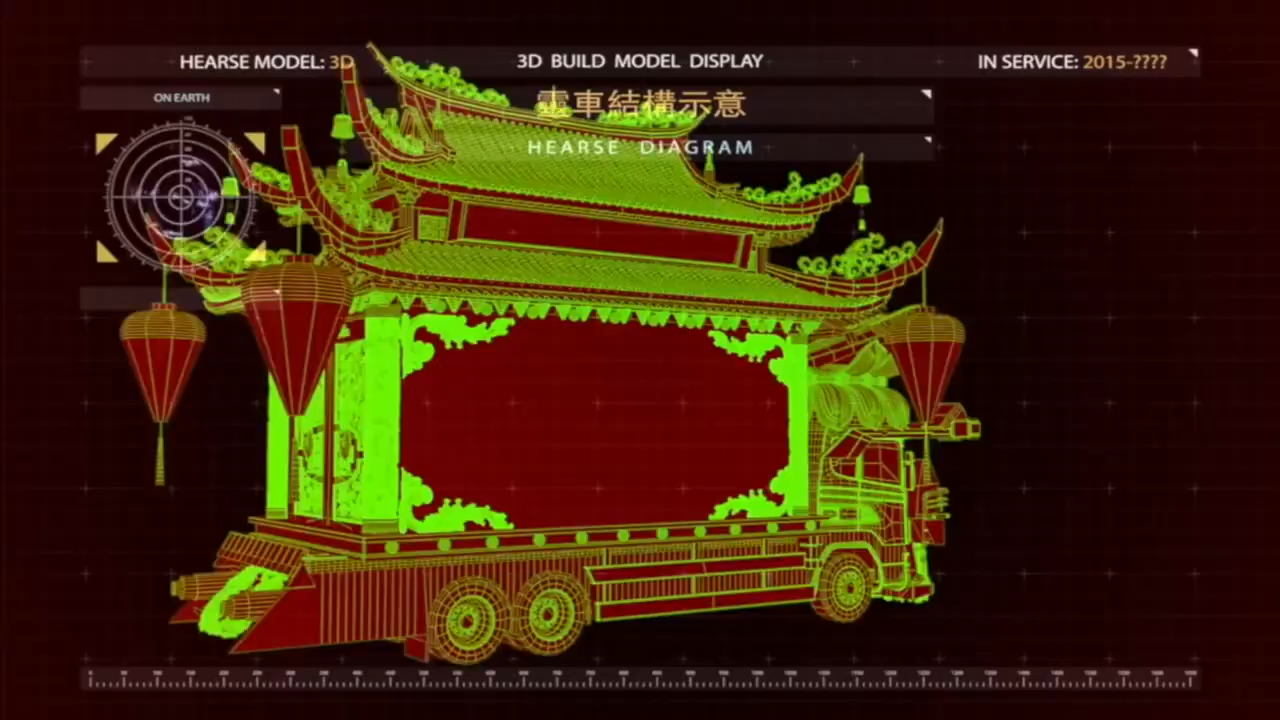 HEARSE MODEL: 3D
3D BUILD MODEL DISPLAY
IN SERVICE: 2015-????
ON EARTH
靈車結構示意
HEARSE DIAGRAM